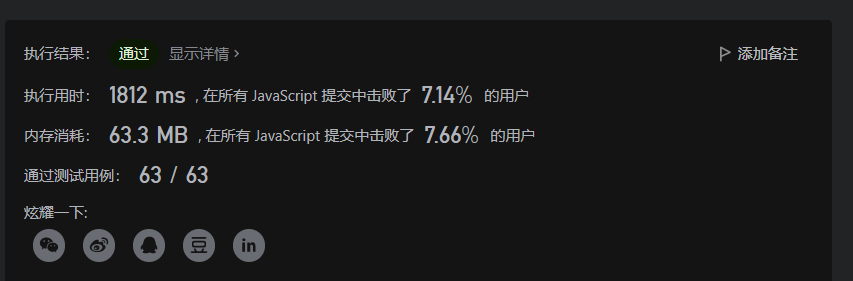 执行结果： 通过 显示详情 > 添加备注
执行用时： 1812 ms , 在所有 JavaScript 提交中击败了 7.14% 的用户
内存消耗： 63.3 MB , 在所有 JavaScript 提交中击败了 7.66% 的用户
通过测试用例： 63 / 63
炫耀一下:
豆 in